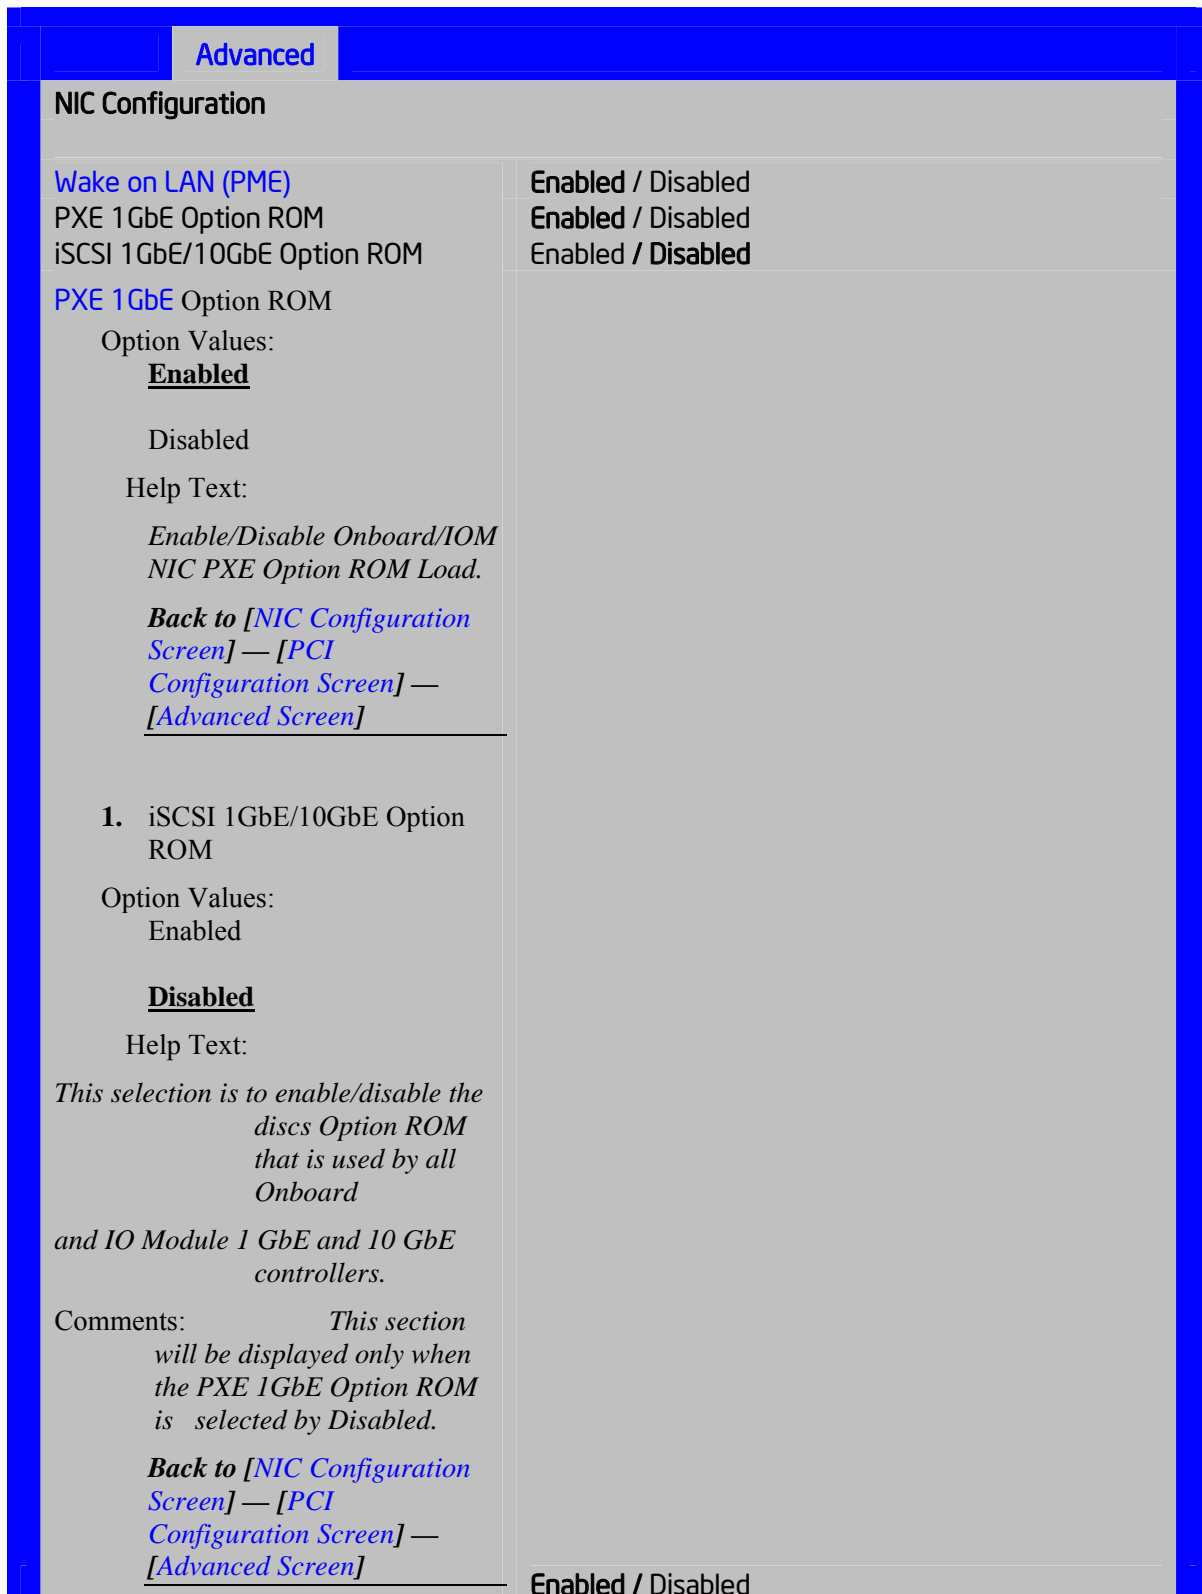 Advanced
NIC Configuration
Wake on LAN (PME) Enabled / Disabled
PXE 1GbE Option ROM Enabled / Disabled
iSCSI 1GbE/10GbE Option ROM Enabled / Disabled
PXE 1GbE Option ROM
Option Values:
Enabled
Disabled
Help Text:
Enable/Disable Onboard/IOM
NIC PXE Option ROM Load.
Back to [NIC Configuration
Screen] — [PCI
Configuration Screen] —
[Advanced Screen]
1. iSCSI 1GbE/10GbE Option
ROM
Option Values:
Enabled
Disabled
Help Text:
This selection is to enable/disable the
discs Option ROM
that is used by all
Onboard
and IO Module 1 GbE and 10 GbE
controllers.
Comments: This section
will be displayed only when
the PXE 1GbE Option ROM
is selected by Disabled.
Back to [NIC Configuration
Screen] — [PCI
Configuration Screen] —
[Advanced Screen]
Enabled / Disabled